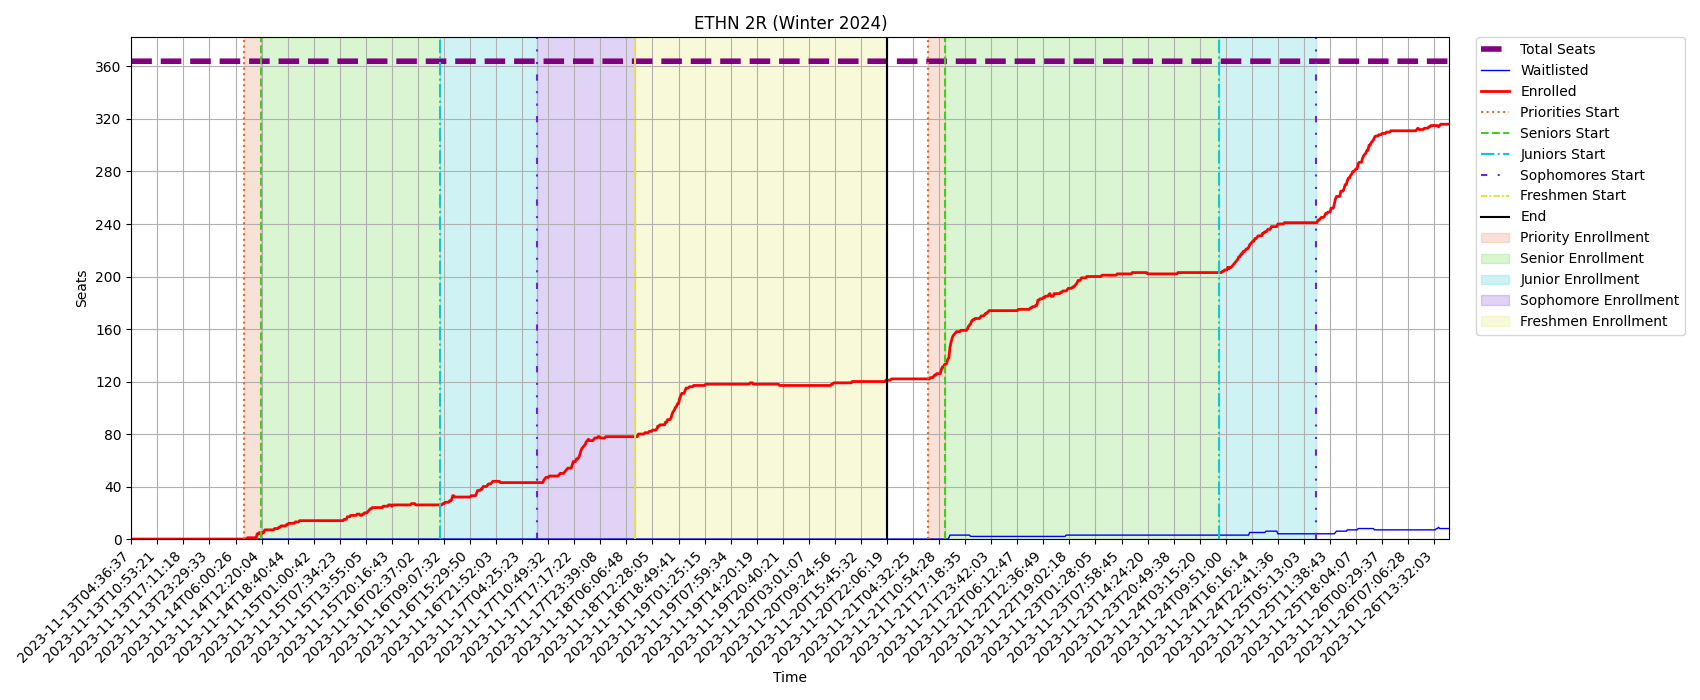 ETHN 2R (Winter 2024)
Seats
360
320
280
240
200
160
120
80
40
0
2023-11-13T04:36:37
2023-11-13T10:53:21
2023-11-13T17:11:18
2023-11-13T23:29:33
2023-11-14T06:00:26
2023-11-14T12:20:04
2023-11-14T18:40:44
2023-11-15T01:00:42
2023-11-15T07:34:23
2023-11-15T13:55:05
2023-11-15T20:16:43
2023-11-16T02:37:02
2023-11-16T09:07:32
2023-11-16T15:29:50
2023-11-16T21:52:03
2023-11-17T04:25:23
2023-11-17T10:49:32
2023-11-17T17:17:22
2023-11-17T23:39:08
2023-11-18T06:06:48
2023-11-18T12:28:05
2023-11-18T18:49:41
2023-11-19T01:25:15
2023-11-19T07:59:34
2023-11-19T14:20:19
2023-11-19T20:40:21
2023-11-20T03:01:07
2023-11-20T09:24:56
2023-11-20T15:45:32
2023-11-20T22:06:19
2023-11-21T04:32:25
2023-11-21T10:54:28
2023-11-21T17:18:35
2023-11-21T23:42:03
2023-11-22T06:12:47
2023-11-22T12:36:49
2023-11-22T19:02:18
2023-11-23T01:28:05
2023-11-23T07:58:45
2023-11-23T14:24:20
2023-11-23T20:49:38
2023-11-24T03:15:20
2023-11-24T09:51:00
2023-11-24T16:16:14
2023-11-24T22:41:36
2023-11-25T05:13:03
2023-11-25T11:38:43
2023-11-25T18:04:07
2023-11-26T00:29:37
2023-11-26T07:06:28
2023-11-26T13:32:03
Time
Total Seats
Waitlisted
Enrolled
Priorities Start
Seniors Start
Juniors Start
Sophomores Start
Freshmen Start
End
Priority Enrollment
Senior Enrollment
Junior Enrollment
Sophomore Enrollment
Freshmen Enrollment